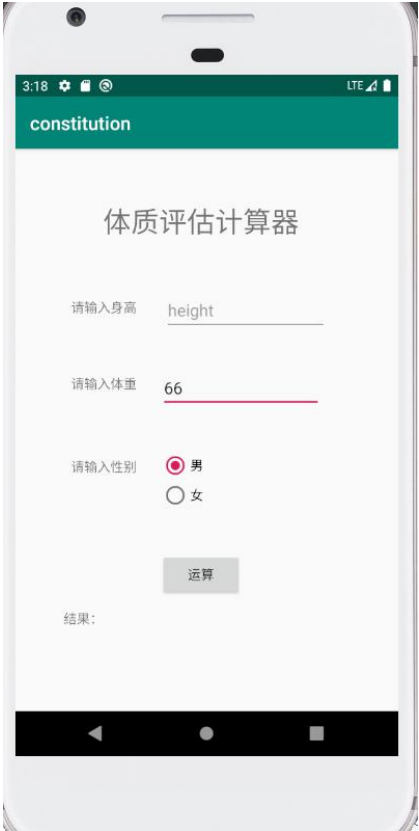 3:18 LTE
constitution
体质评估计算器
请输入身高 height
请输入体重 66
请输入性别 男
女
运算
结果：